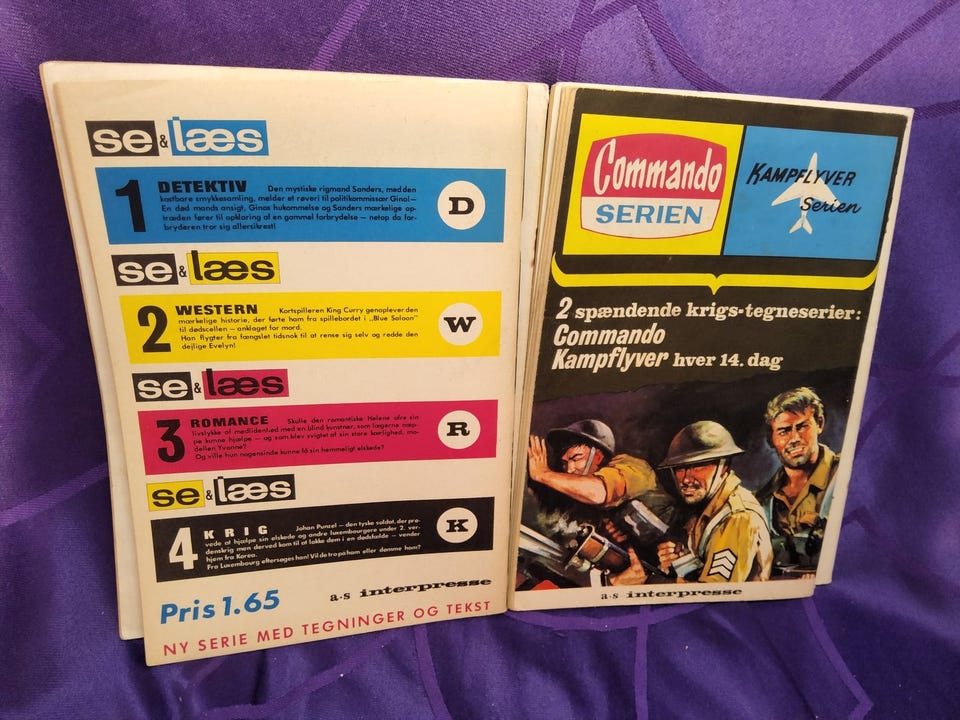 se & læs
1 DETEKTIV Den mystiske rigmand Sanders, med den
kostbare smykkesamling, melder et røveri til politikommissær Ginol—
En død mands ansigt, Ginas hukommelse og Sanders mærkelige op-
træden fører til opklaring af en gammel forbrydelse — netop da for-
bryderen tror sig allersikrest!
D
se & læs
2 WESTERN Kortspilleren King Curry genoplever den
mærkelige historie, der førte ham fra spillebordet i „Blue Saloon"
til dødscellen — anklaget for mord.
Han flygter fra fængslet tidsnok til at rense sig selv og redde den
dejlige Evelyn!
W
se & læs
3 ROMANCE Skulle den romantiske Helene ofre sin
livslykke af medlidenhed med en blind kunstner, som lægerne næp-
pe kunne hjælpe — og som blev svigtet af sin store kærlighed, mo-
dellen Yvonne?
Og ville hun nogensinde kunne få sin hemmeligt elskede?
R
se & læs
4 KRIG Johan Punzel — den tyske soldat, der prø-
vede at hjælpe sin elskede og andre luxembourgere under 2. ver-
denskrig men derved kom til at lokke dem i en dødsfælde — vender
hjem fra Korea.
Fra Luxembourg eftersøges han! Vil de tro på ham eller dømme ham?
K
Pris 1.65
a·s interpresse
NY SERIE MED TEGNINGER OG TEKST
Commando
SERIEN
KAMPFLYVER
Serien
2 spændende krigs-tegneserier:
Commando
Kampflyver hver 14. dag
a·s interpresse